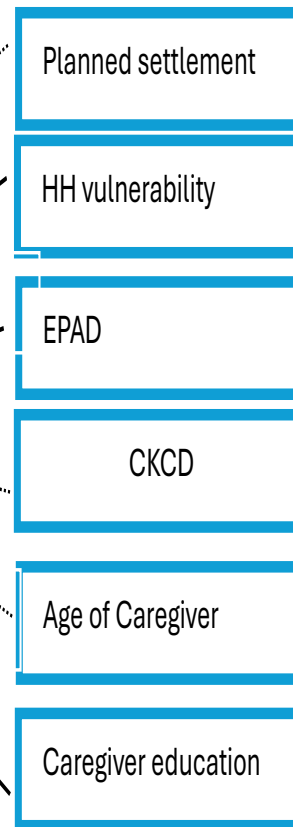 Planned settlement
HH vulnerability
EPAD
CKCD
Age of Caregiver
Caregiver education